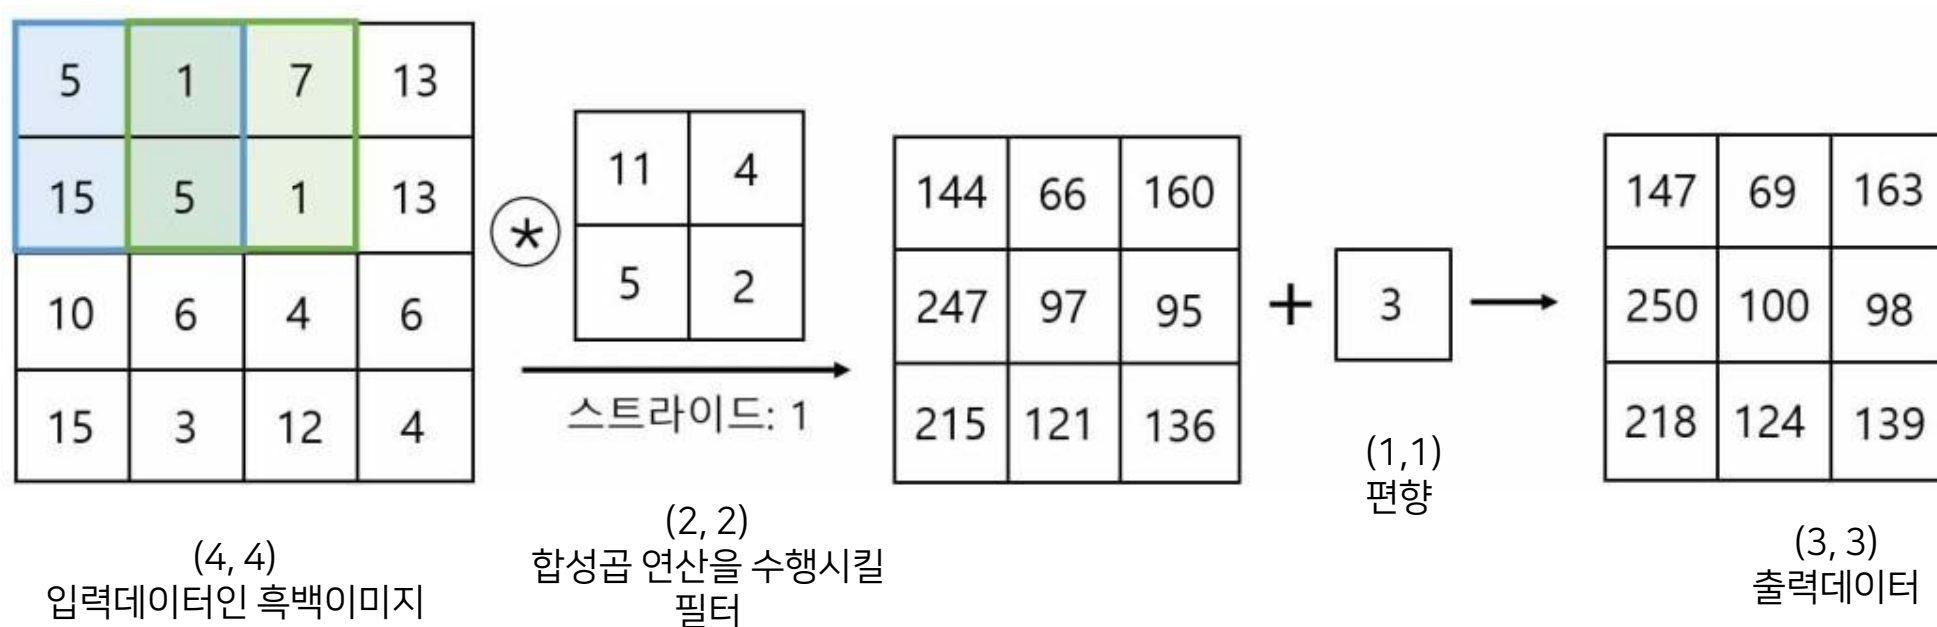 5 1 7 13
15 5 1 13
10 6 4 6
15 3 12 4
(4, 4)
입력데이터인 흑백이미지
*
11 4
5 2
스트라이드: 1
(2, 2)
합성곱 연산을 수행시킬
필터
144 66 160
247 97 95
215 121 136
+
3
(1,1)
편향
147 69 163
250 100 98
218 124 139
(3, 3)
출력데이터